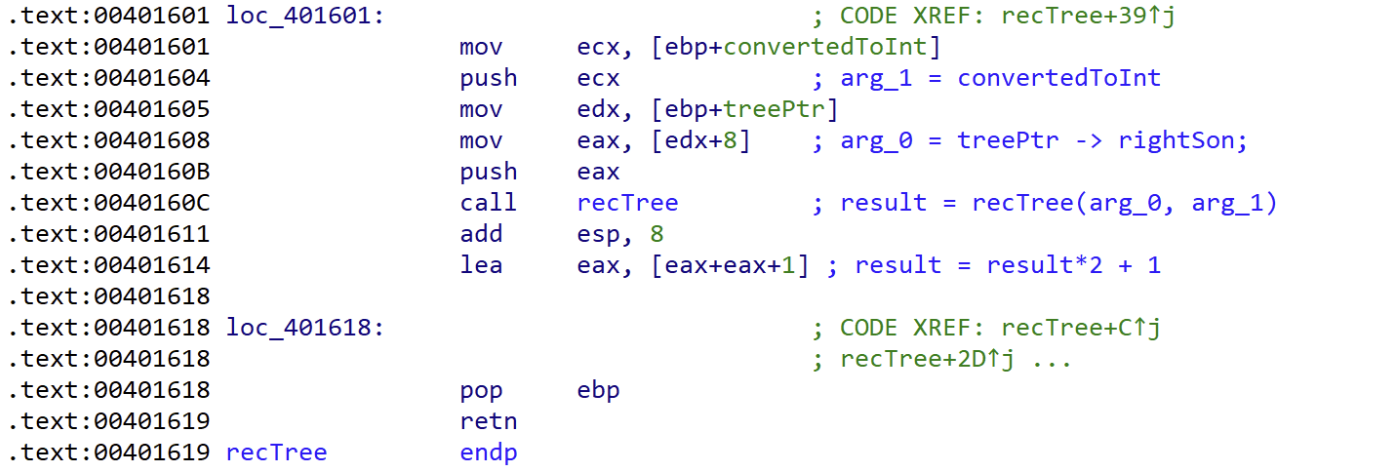 .text:00401601 loc_401601: ; CODE XREF: recTree+39↑j
.text:00401601 mov ecx, [ebp+convertedToInt]
.text:00401604 push ecx ; arg_1 = convertedToInt
.text:00401605 mov edx, [ebp+treePtr]
.text:00401608 mov eax, [edx+8] ; arg_0 = treePtr -> rightSon;
.text:0040160B push eax
.text:0040160C call recTree ; result = recTree(arg_0, arg_1)
.text:00401611 add esp, 8
.text:00401614 lea eax, [eax+eax+1] ; result = result*2 + 1
.text:00401618
.text:00401618 loc_401618: ; CODE XREF: recTree+C↑j
.text:00401618 ; recTree+2D↑j ...
.text:00401618 pop ebp
.text:00401619 retn
.text:00401619 recTree endp